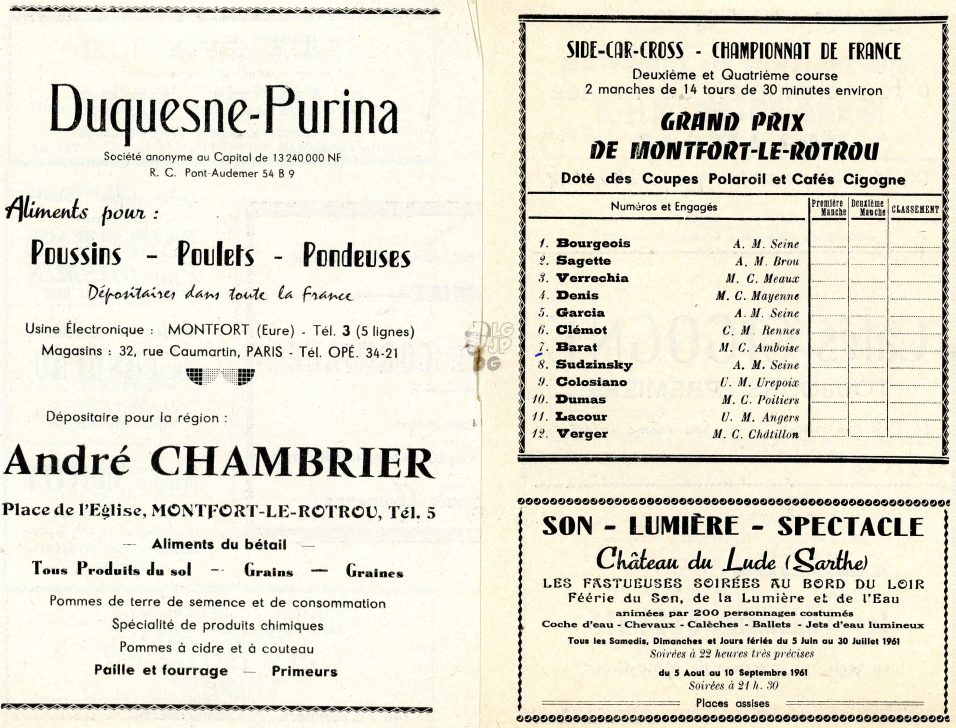 Duquesne-Purina
Société anonyme au Capital de 13 240 000 NF
R. C. Pont-Audemer 54 B 9
Aliments pour :
Poussins - Poulets - Pondeuses
Dépositaires dans toute la France
Usine Électronique : MONTFORT (Eure) - Tél. 3 (5 lignes)
Magasins : 32, rue Caumartin, PARIS - Tél. OPÉ. 34-21
Dépositaire pour la région :
André CHAMBRIER
Place de l'Eglise, MONTFORT-LE-ROTROU, Tél. 5
— Aliments du bétail —
Tous Produits du sol — Grains — Graines
Pommes de terre de semence et de consommation
Spécialité de produits chimiques
Pommes à cidre et à couteau
Paille et fourrage — Primeurs
SIDE-CAR-CROSS - CHAMPIONNAT DE FRANCE
Deuxième et Quatrième course
2 manches de 14 tours de 30 minutes environ
GRAND PRIX
DE MONTFORT-LE-ROTROU
Doté des Coupes Polaroil et Cafés Cigogne
Numéros et Engagés Première Manche Deuxième Manche CLASSEMENT
1. Bourgeois A. M. Seine
2. Sagette A. M. Brou
3. Verrechia M. C. Meaux
4. Denis M. C. Mayenne
5. Garcia A. M. Seine
6. Clémot C. M. Rennes
7. Barat M. C. Amboise
8. Sudzinsky A. M. Seine
9. Colosiano U. M. Urepoix
10. Dumas M. C. Poitiers
11. Lacour U. M. Angers
12. Verger M. C. Châtillon
SON - LUMIÈRE - SPECTACLE
Château du Lude (Sarthe)
LES FASTUEUSES SOIRÉES AU BORD DU LOIR
Féérie du Son, de la Lumière et de l'Eau
animées par 200 personnages costumés
Coche d'eau - Chevaux - Calèches - Ballets - Jets d'eau lumineux
Tous les Samedis, Dimanches et Jours fériés du 5 Juin au 30 Juillet 1961
Soirées à 22 heures très précises
du 5 Aout au 10 Septembre 1961
Soirées à 21 h. 30
Places assises